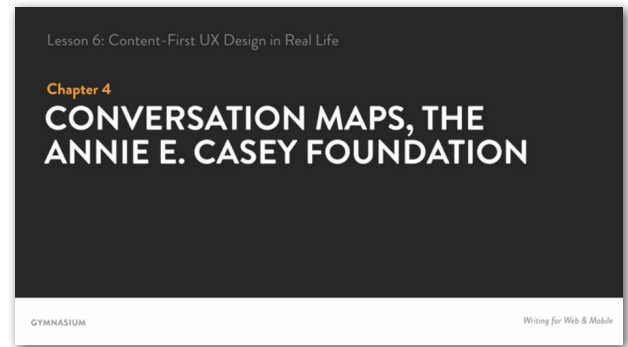 Lesson 6: Content-First UX Design in Real Life
Chapter 4
CONVERSATION MAPS, THE
ANNIE E. CASEY FOUNDATION
GYMNASIUM
Writing for Web & Mobile